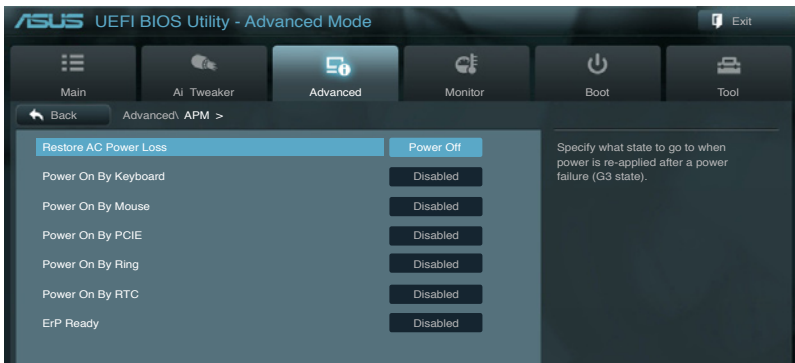 ASUS UEFI BIOS Utility - Advanced Mode
Exit
Main
Ai Tweaker
Advanced
Monitor
Boot
Tool
Back
Advanced\ APM >
Restore AC Power Loss Power Off
Power On By Keyboard Disabled
Power On By Mouse Disabled
Power On By PCIE Disabled
Power On By Ring Disabled
Power On By RTC Disabled
ErP Ready Disabled
Specify what state to go to when
power is re-applied after a power
failure (G3 state).